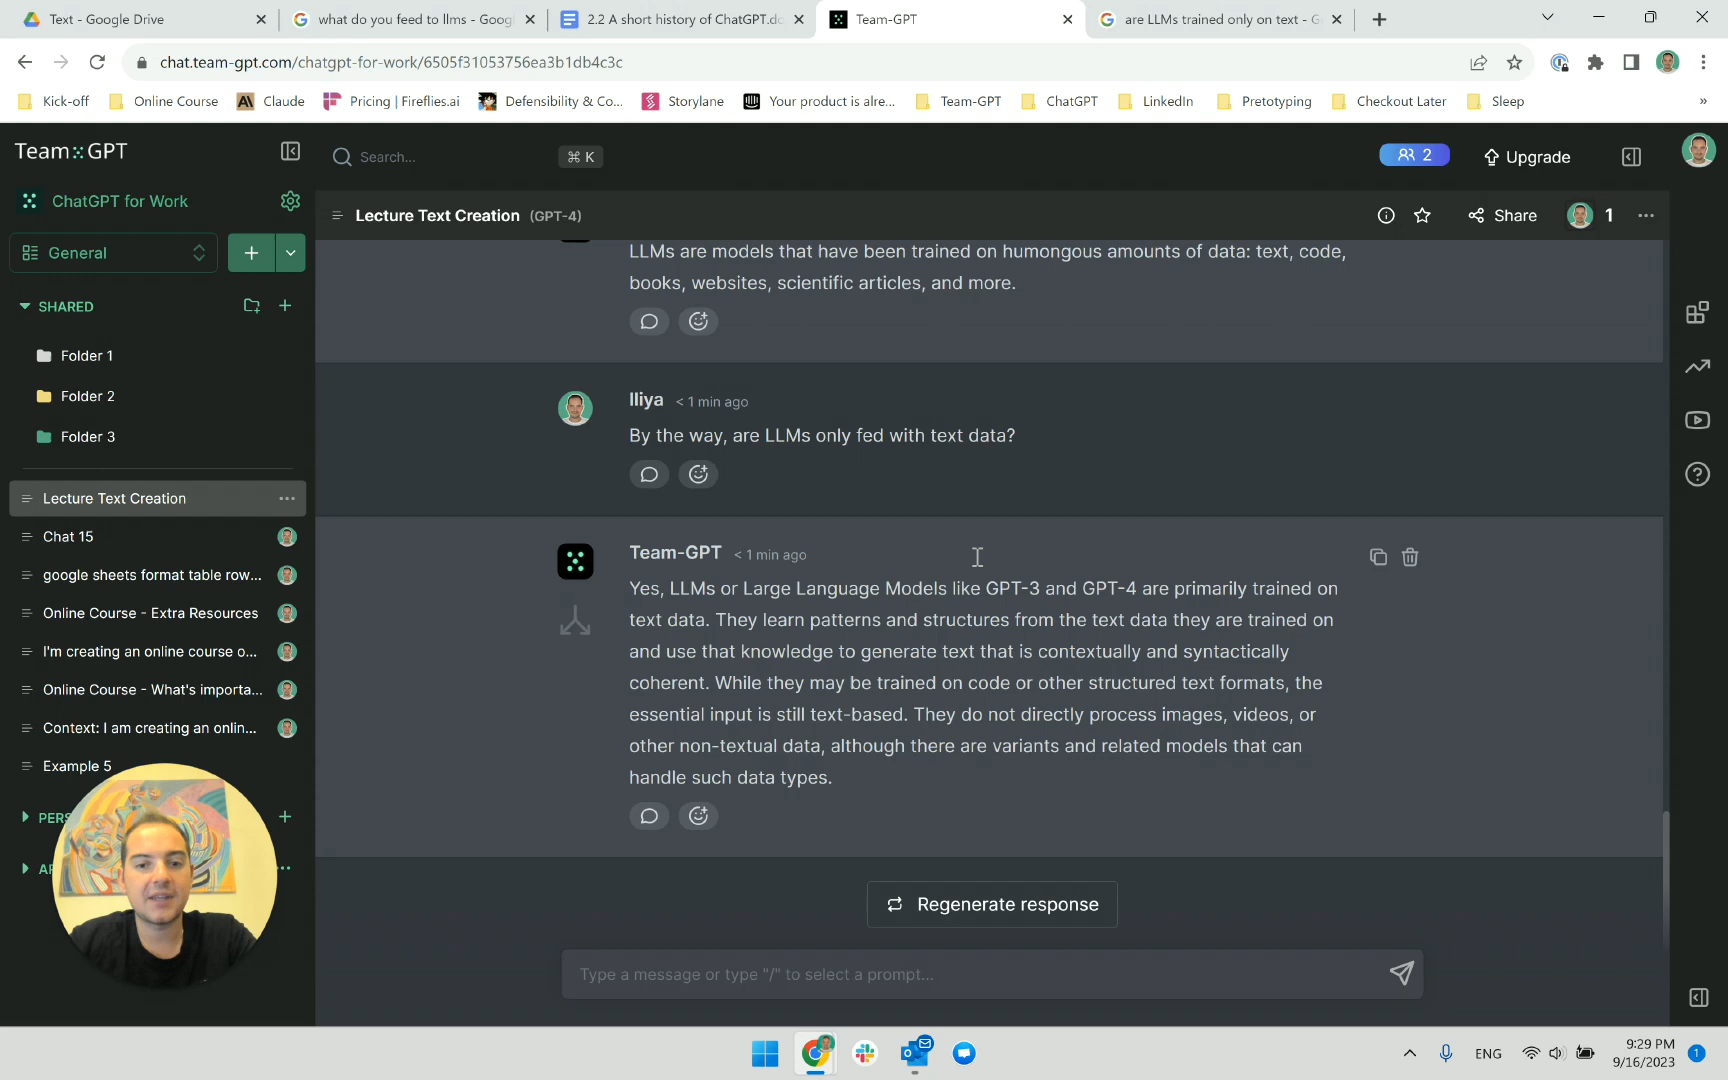 Text - Google Drive
what do you feed to llms - Goog
2.2 A short history of ChatGPT.do
Team-GPT
are LLMs trained only on text - G
chat.team-gpt.com/chatgpt-for-work/6505f31053756ea3b1db4c3c
Kick-off
Online Course
Claude
Pricing | Fireflies.ai
Defensibility & Co...
Storylane
Your product is alre...
Team-GPT
ChatGPT
LinkedIn
Pretotyping
Checkout Later
Sleep
»
Team GPT
Search...
⌘ K
2
Upgrade
ChatGPT for Work
Lecture Text Creation (GPT-4)
Share
1
General
SHARED
Folder 1
Folder 2
Folder 3
Lecture Text Creation
Chat 15
google sheets format table row...
Online Course - Extra Resources
I'm creating an online course o...
Online Course - What's importa...
Context: I am creating an onlin...
Example 5
PERS
AR
LLMs are models that have been trained on humongous amounts of data: text, code,
books, websites, scientific articles, and more.
Iliya < 1 min ago
By the way, are LLMs only fed with text data?
Team-GPT < 1 min ago
Yes, LLMs or Large Language Models like GPT-3 and GPT-4 are primarily trained on
text data. They learn patterns and structures from the text data they are trained on
and use that knowledge to generate text that is contextually and syntactically
coherent. While they may be trained on code or other structured text formats, the
essential input is still text-based. They do not directly process images, videos, or
other non-textual data, although there are variants and related models that can
handle such data types.
Regenerate response
Type a message or type "/" to select a prompt...
ENG
9:29 PM
9/16/2023
1